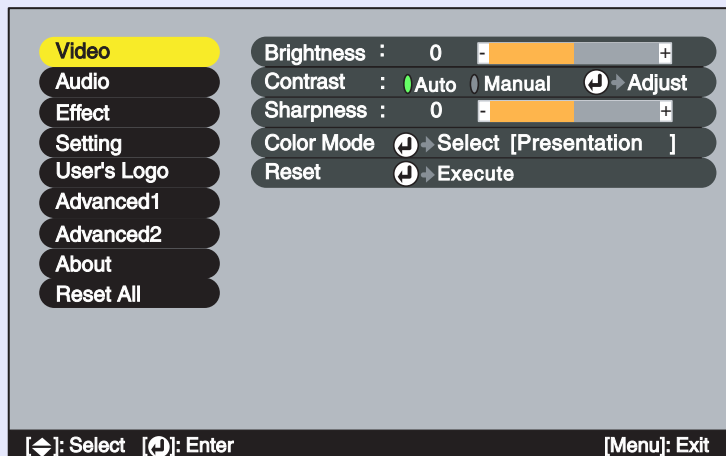 Video
Audio
Effect
Setting
User's Logo
Advanced1
Advanced2
About
Reset All
Brightness : 0 - +
Contrast : Auto Manual Adjust
Sharpness : 0 - +
Color Mode Select [Presentation ]
Reset Execute
[ ]: Select [ ]: Enter [Menu]: Exit